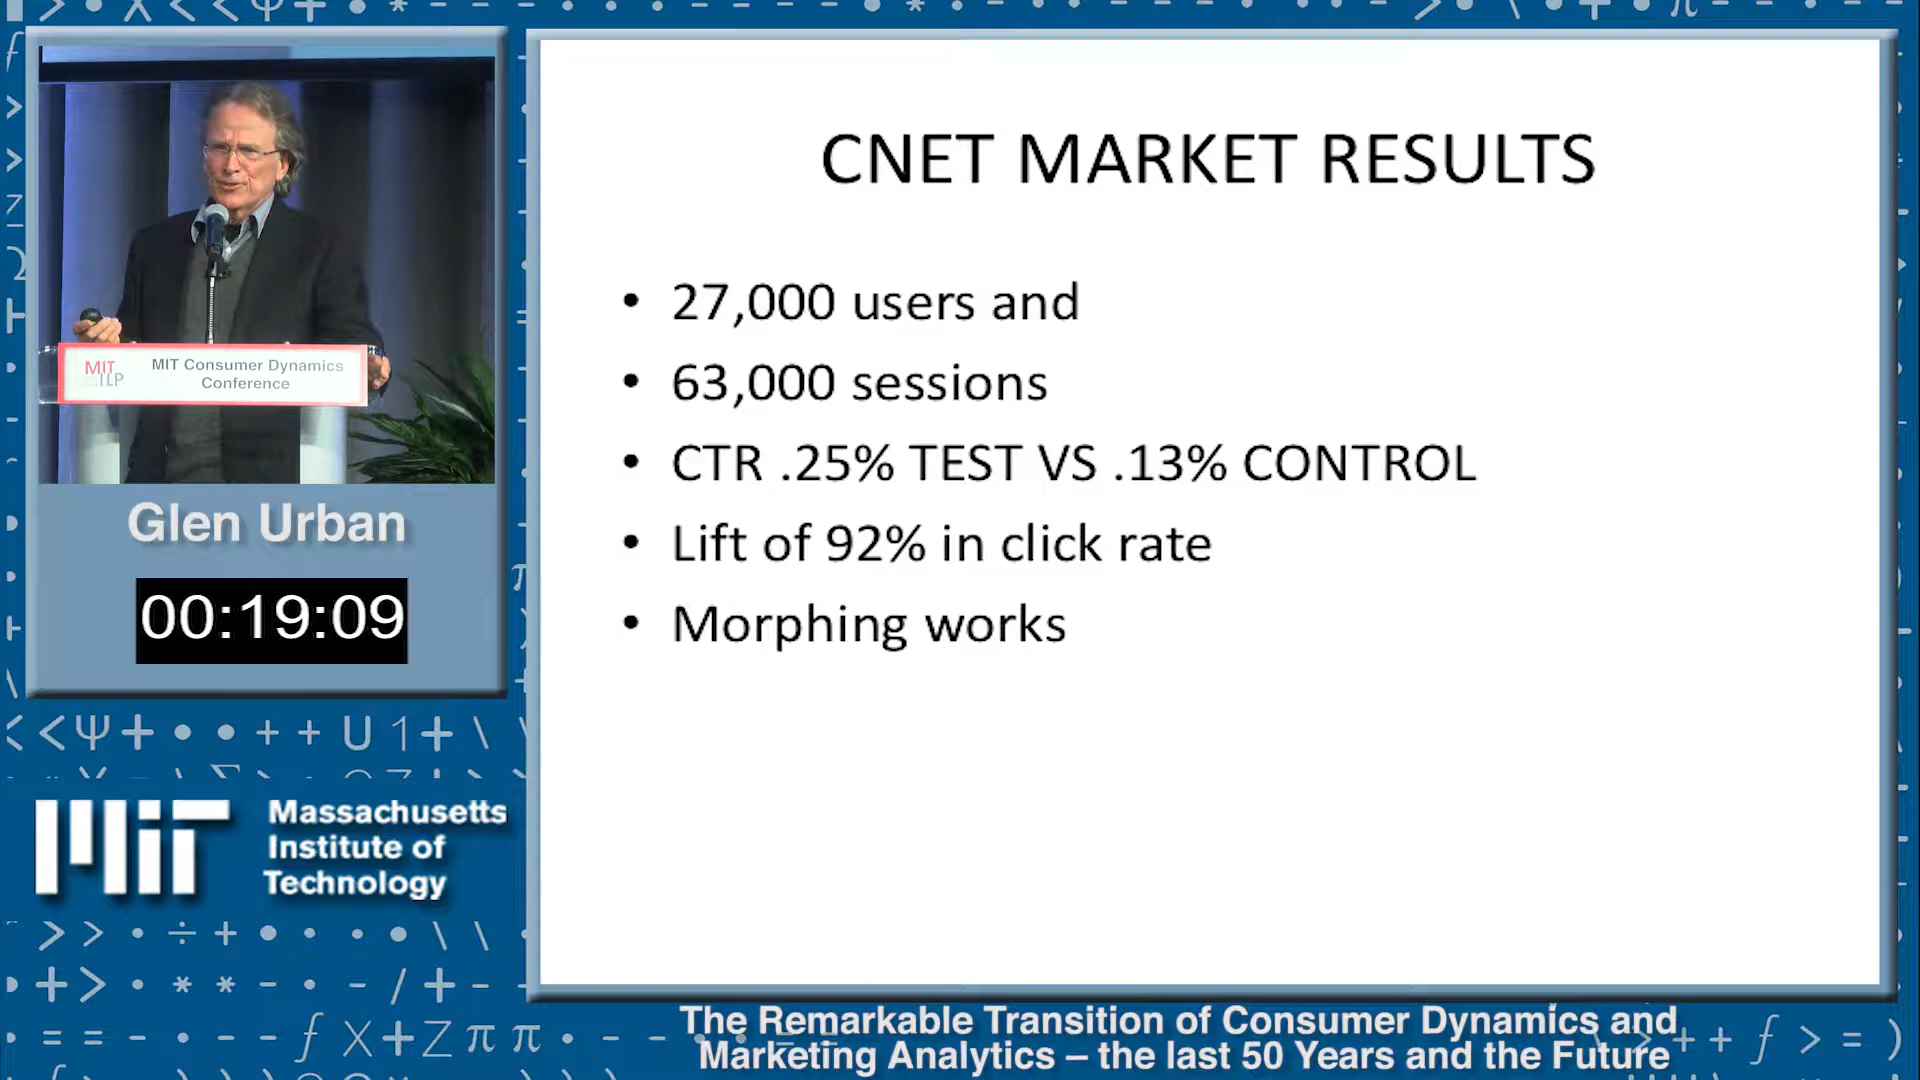 MIT
ILP
MIT Consumer Dynamics
Conference
Glen Urban
00:19:09
Massachusetts
Institute of
Technology
CNET MARKET RESULTS
• 27,000 users and
• 63,000 sessions
• CTR .25% TEST VS .13% CONTROL
• Lift of 92% in click rate
• Morphing works
The Remarkable Transition of Consumer Dynamics and
Marketing Analytics – the last 50 Years and the Future